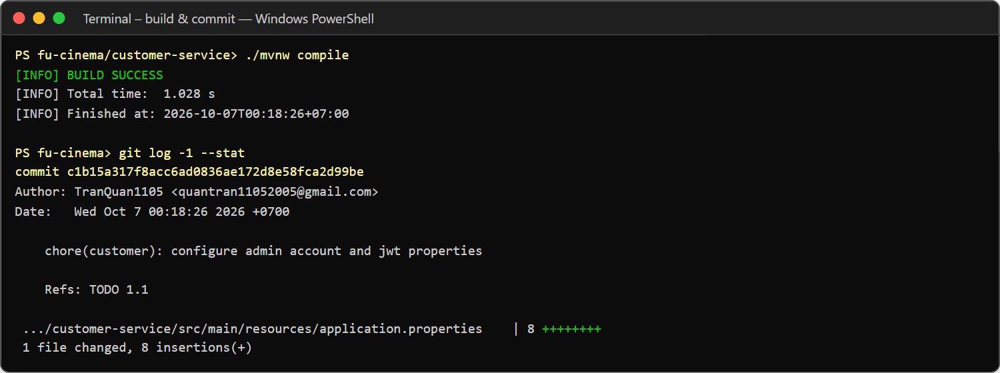 Terminal – build & commit — Windows PowerShell
PS fu-cinema/customer-service> ./mvnw compile
[INFO] BUILD SUCCESS
[INFO] Total time:  1.028 s
[INFO] Finished at: 2026-10-07T00:18:26+07:00
PS fu-cinema> git log -1 --stat
commit c1b15a317f8acc6ad0836ae172d8e58fca2d99be
Author: TranQuan1105 <quantran11052005@gmail.com>
Date:   Wed Oct 7 00:18:26 2026 +0700
    chore(customer): configure admin account and jwt properties
    Refs: TODO 1.1
 .../customer-service/src/main/resources/application.properties    | 8 ++++++++
 1 file changed, 8 insertions(+)